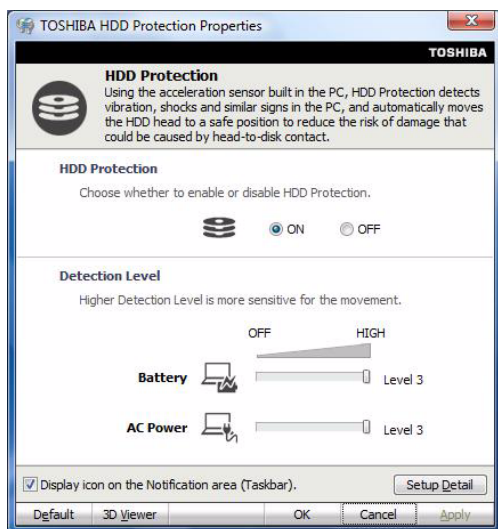 TOSHIBA HDD Protection Properties
TOSHIBA
HDD Protection
Using the acceleration sensor built in the PC, HDD Protection detects
vibration, shocks and similar signs in the PC, and automatically moves
the HDD head to a safe position to reduce the risk of damage that
could be caused by head-to-disk contact.
HDD Protection
Choose whether to enable or disable HDD Protection.
ON OFF
Detection Level
Higher Detection Level is more sensitive for the movement.
OFF HIGH
Battery Level 3
AC Power Level 3
Display icon on the Notification area (Taskbar). Setup Detail
Default 3D Viewer OK Cancel Apply